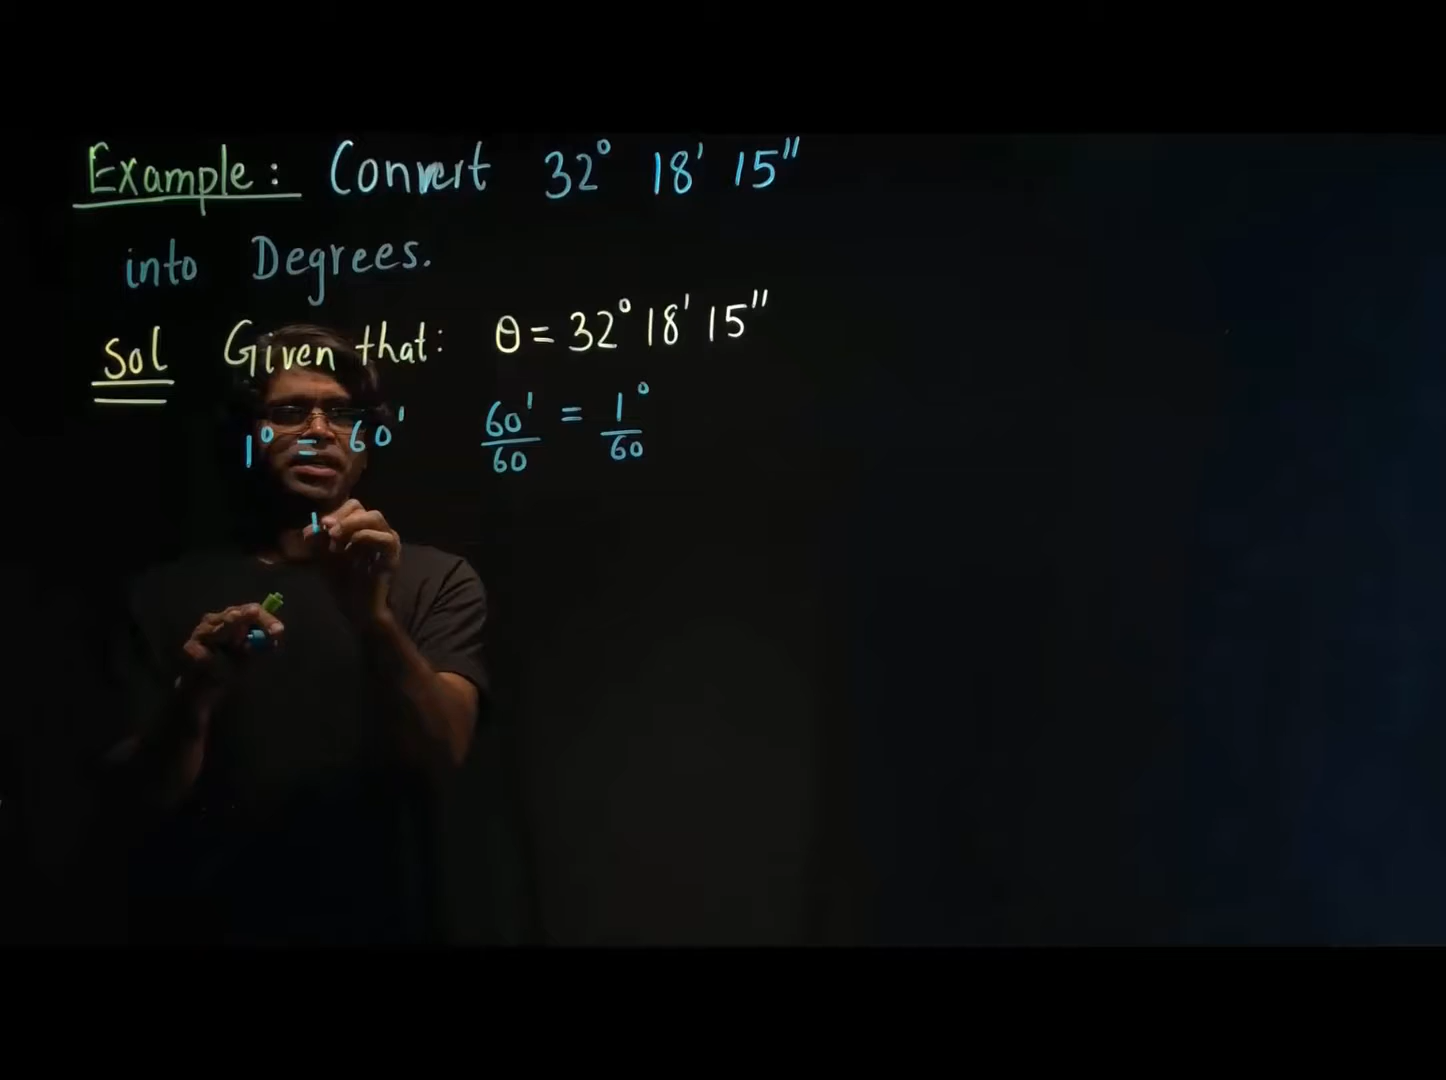 Example: Convert 32° 18' 15"
into Degrees.
Sol Given that: θ = 32° 18' 15"
1° = 60' 60'/60 = 1°/60
1